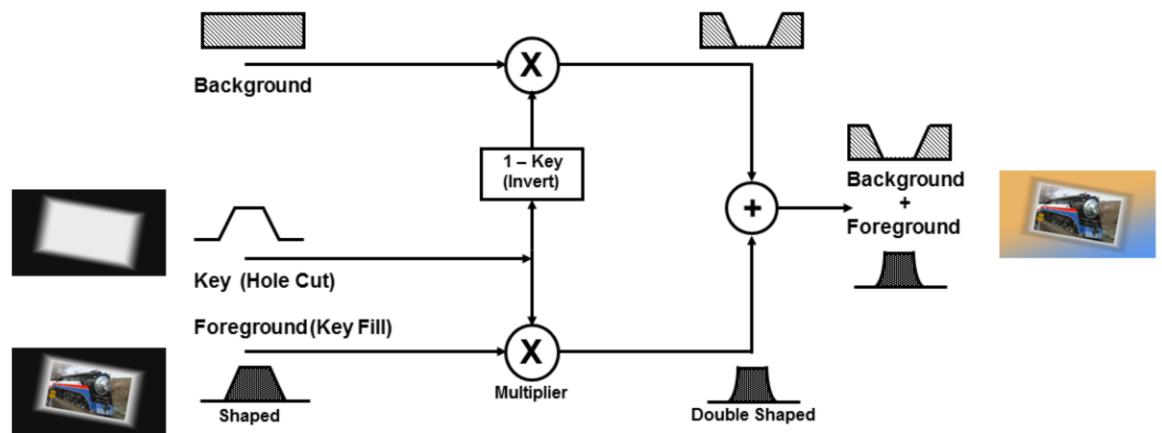 X
Background
1 – Key
(Invert)
Background
+
Foreground
+
Key (Hole Cut)
Foreground (Key Fill)
X
Multiplier
Shaped
Double Shaped